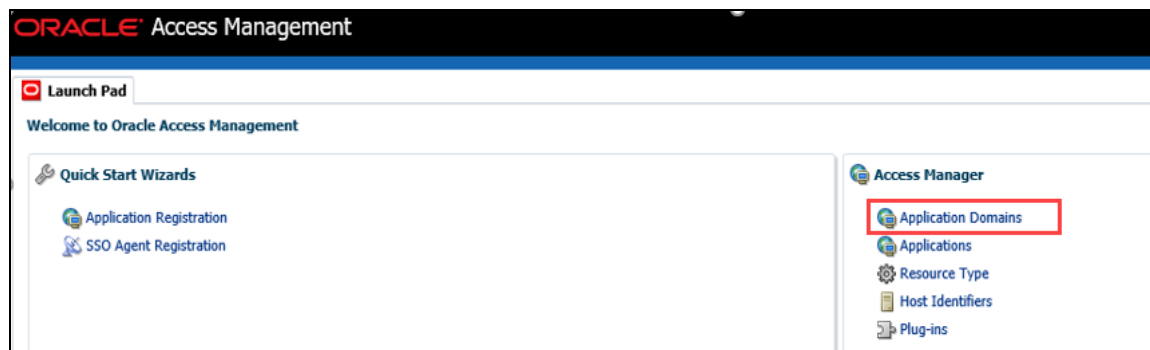 ORACLE Access Management
Launch Pad
Welcome to Oracle Access Management
Quick Start Wizards
Application Registration
SSO Agent Registration
Access Manager
Application Domains
Applications
Resource Type
Host Identifiers
Plug-ins